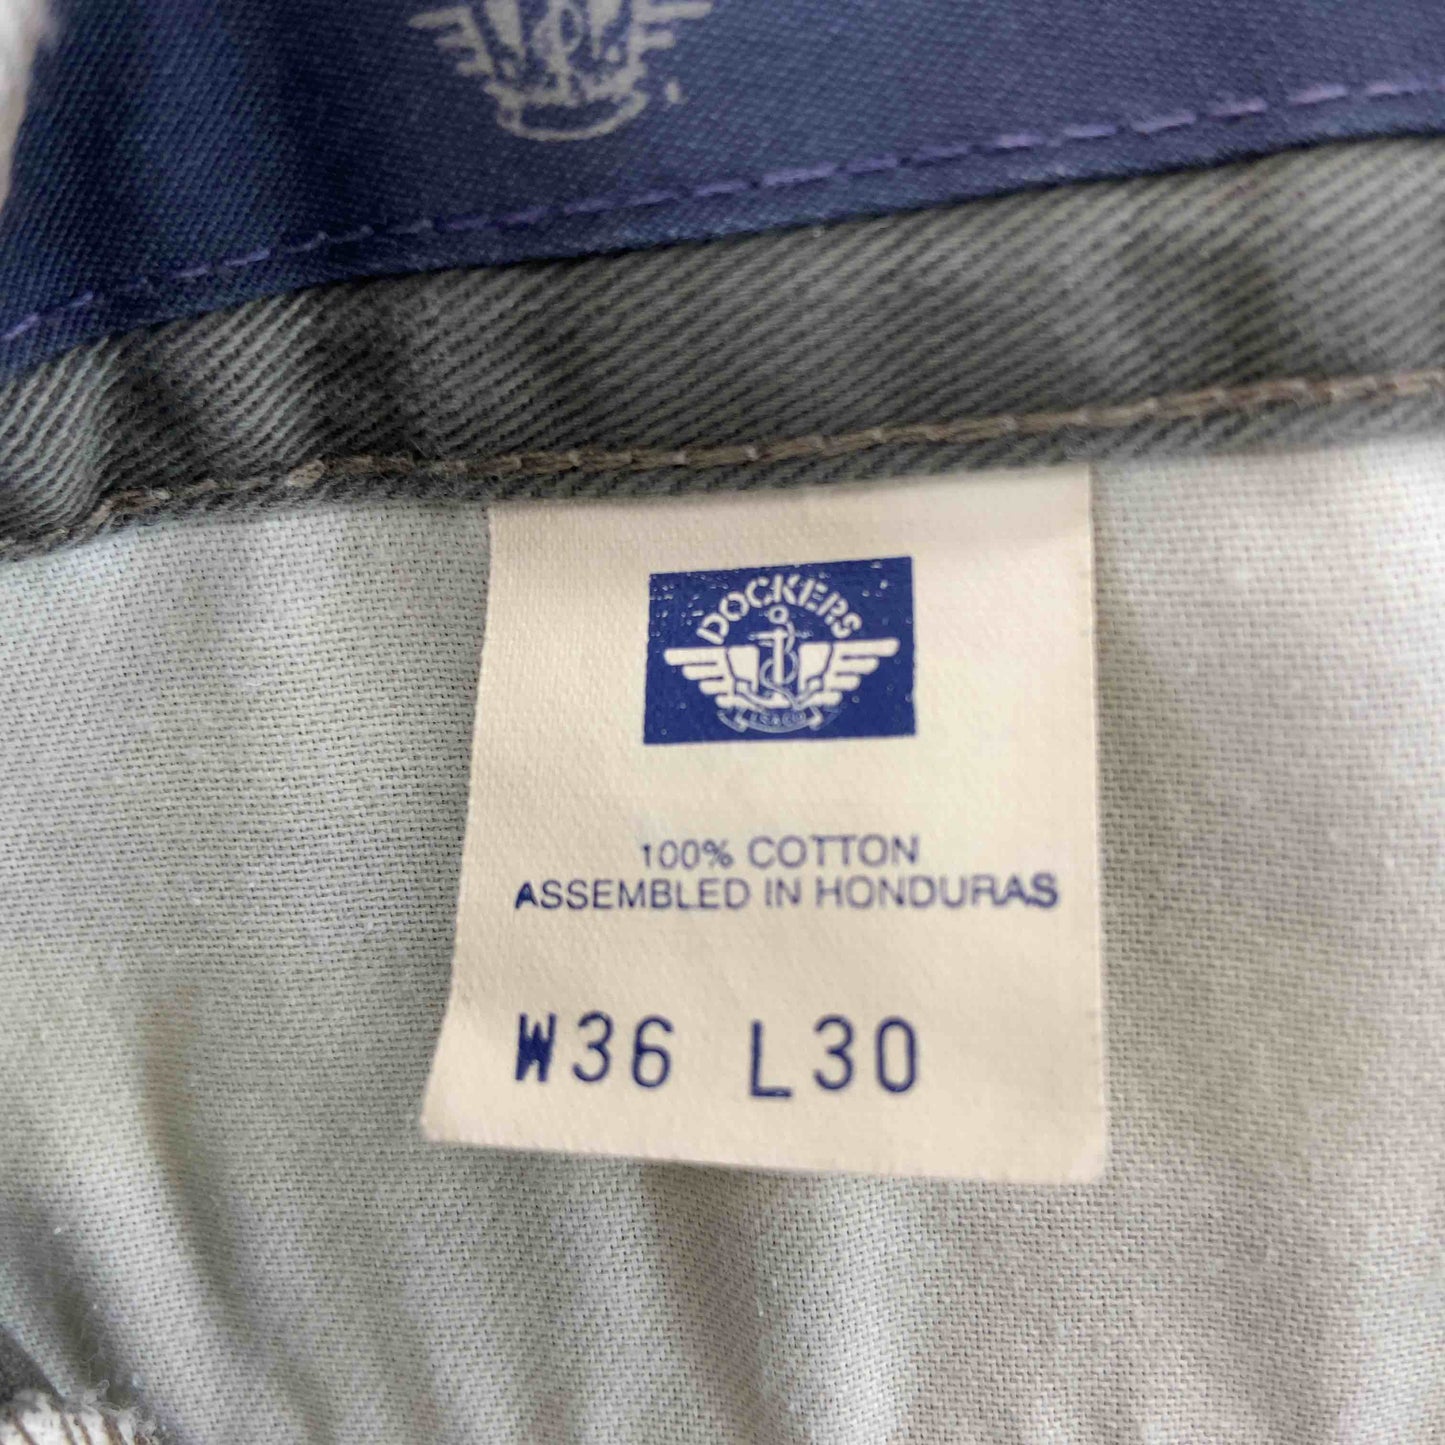 DOCKERS
100% COTTON
ASSEMBLED IN HONDURAS
W36 L30